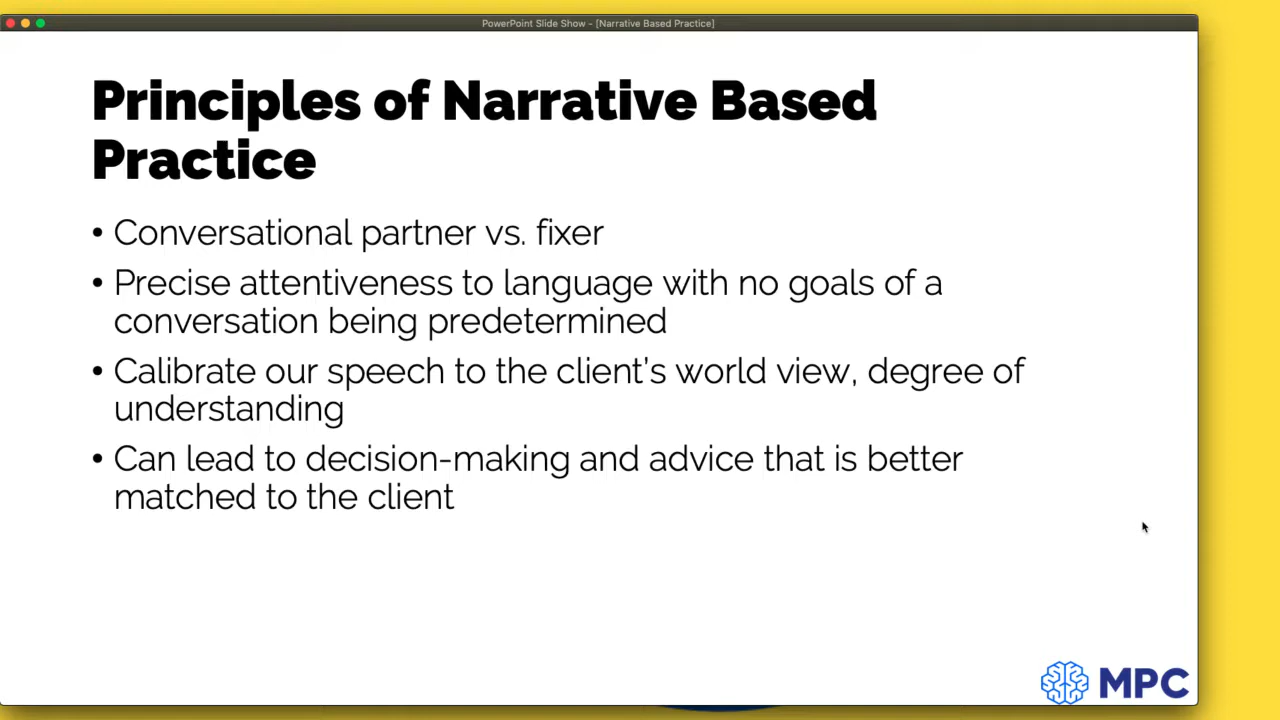 PowerPoint Slide Show - [Narrative Based Practice]
Principles of Narrative Based
Practice
• Conversational partner vs. fixer
• Precise attentiveness to language with no goals of a
conversation being predetermined
• Calibrate our speech to the client’s world view, degree of
understanding
• Can lead to decision-making and advice that is better
matched to the client
MPC